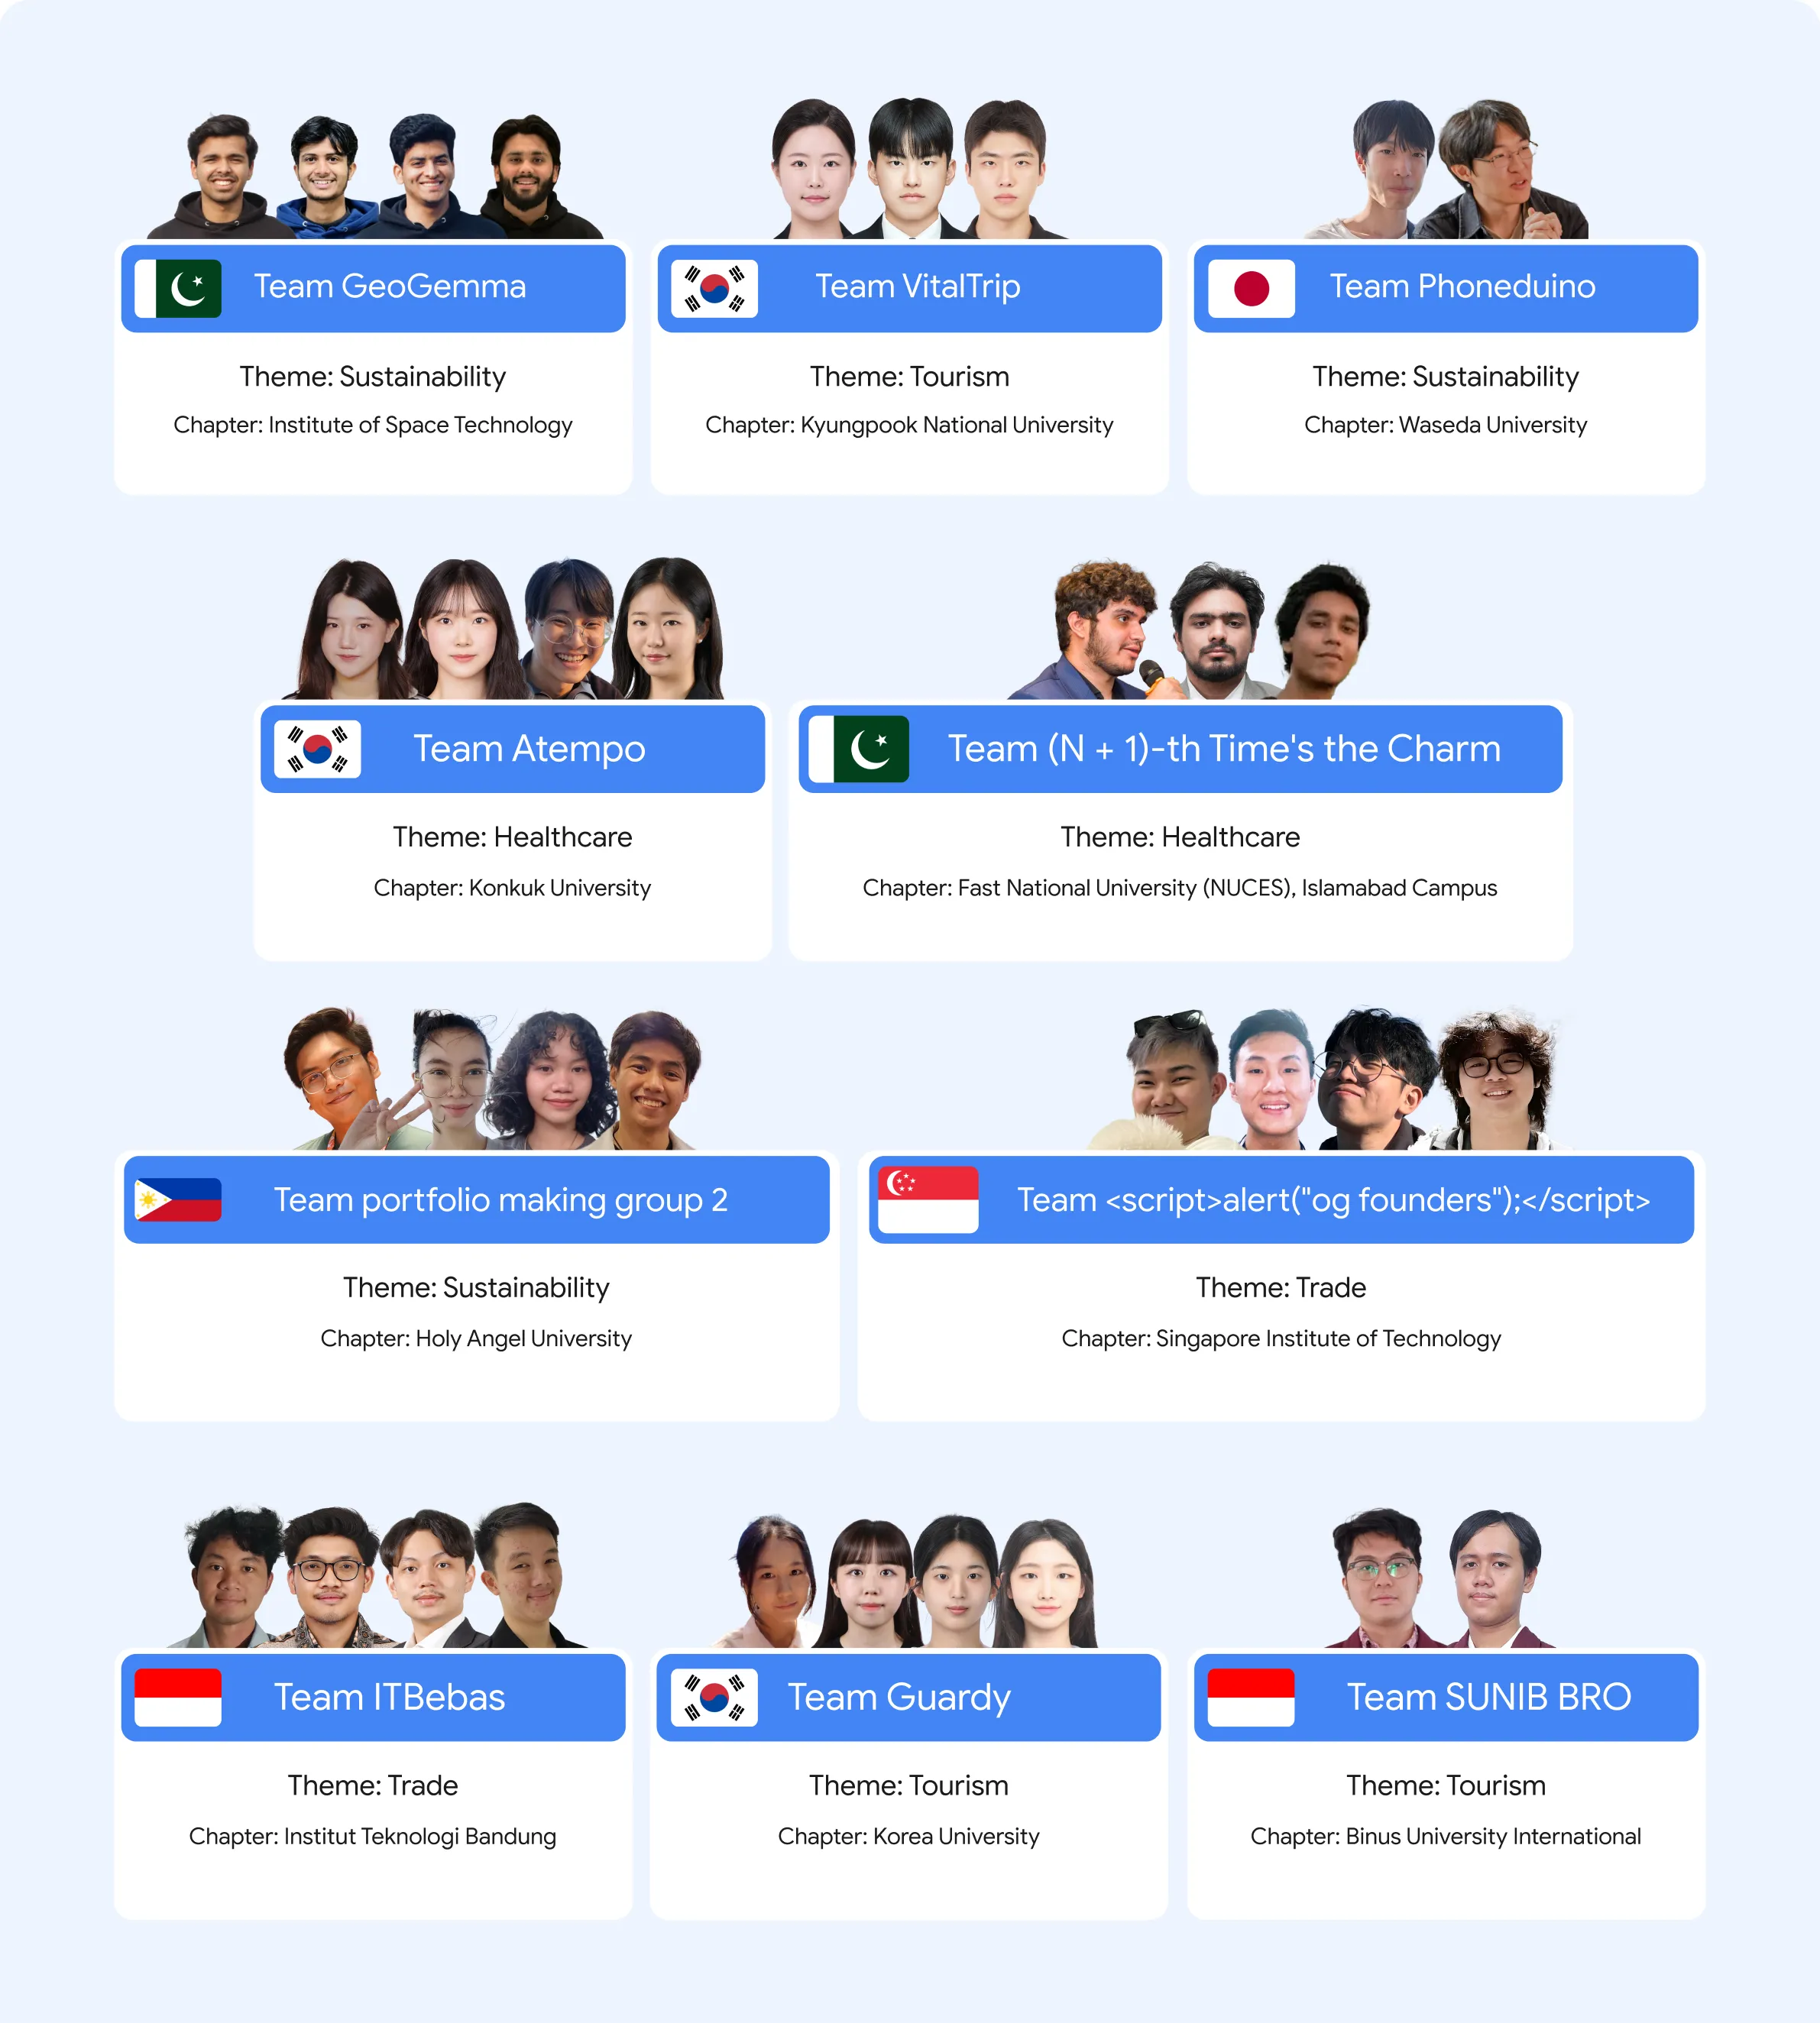 Team GeoGemma
Theme: Sustainability
Chapter: Institute of Space Technology
Team VitalTrip
Theme: Tourism
Chapter: Kyungpook National University
Team Phoneduino
Theme: Sustainability
Chapter: Waseda University
Team Atempo
Theme: Healthcare
Chapter: Konkuk University
Team (N + 1)-th Time's the Charm
Theme: Healthcare
Chapter: Fast National University (NUCES), Islamabad Campus
Team portfolio making group 2
Theme: Sustainability
Chapter: Holy Angel University
Team <script>alert("og founders");</script>
Theme: Trade
Chapter: Singapore Institute of Technology
Team ITBebas
Theme: Trade
Chapter: Institut Teknologi Bandung
Team Guardy
Theme: Tourism
Chapter: Korea University
Team SUNIB BRO
Theme: Tourism
Chapter: Binus University International